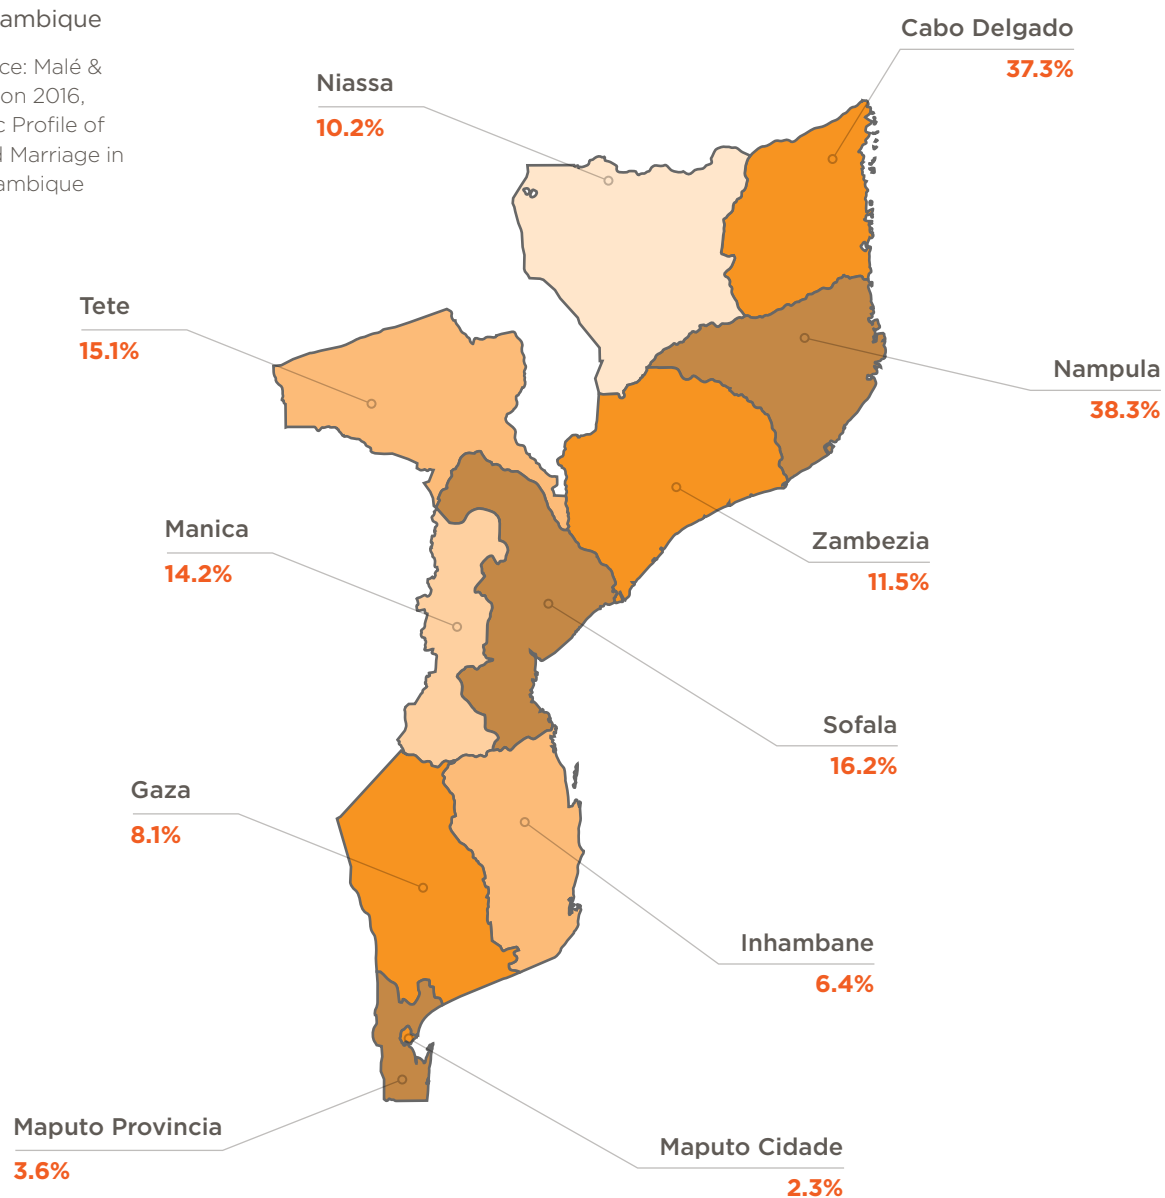 ambique
ce: Malé &
on 2016,
c Profile of
d Marriage in
ambique
Cabo Delgado
37.3%
Niassa
10.2%
Tete
15.1%
Nampula
38.3%
Manica
14.2%
Zambezia
11.5%
Sofala
16.2%
Gaza
8.1%
Inhambane
6.4%
Maputo Provincia
3.6%
Maputo Cidade
2.3%